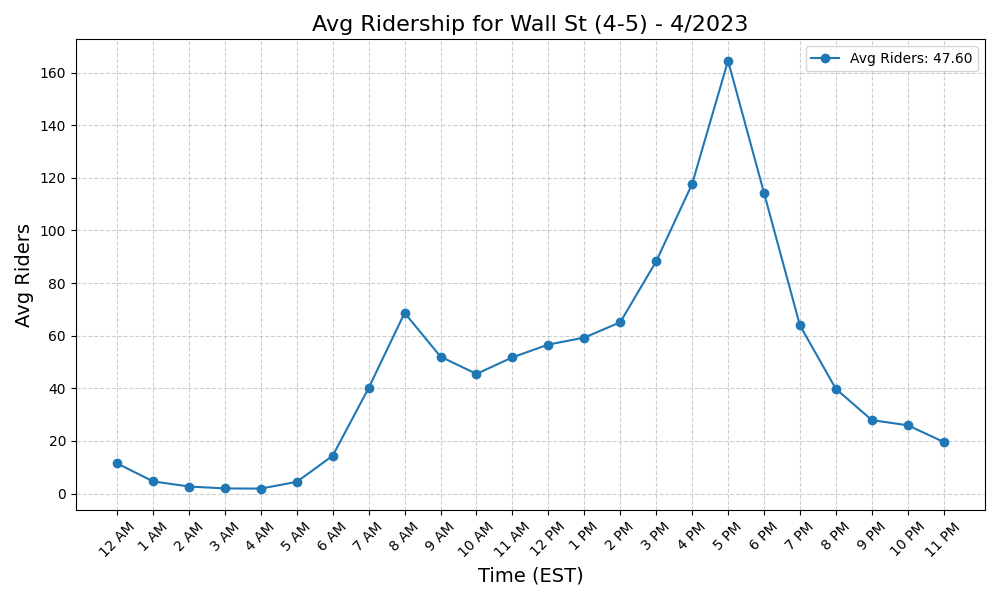 Avg Ridership for Wall St (4-5) - 4/2023
Avg Riders: 47.60
Avg Riders
160
140
120
100
80
60
40
20
0
12 AM
1 AM
2 AM
3 AM
4 AM
5 AM
6 AM
7 AM
8 AM
9 AM
10 AM
11 AM
12 PM
1 PM
2 PM
3 PM
4 PM
5 PM
6 PM
7 PM
8 PM
9 PM
10 PM
11 PM
Time (EST)